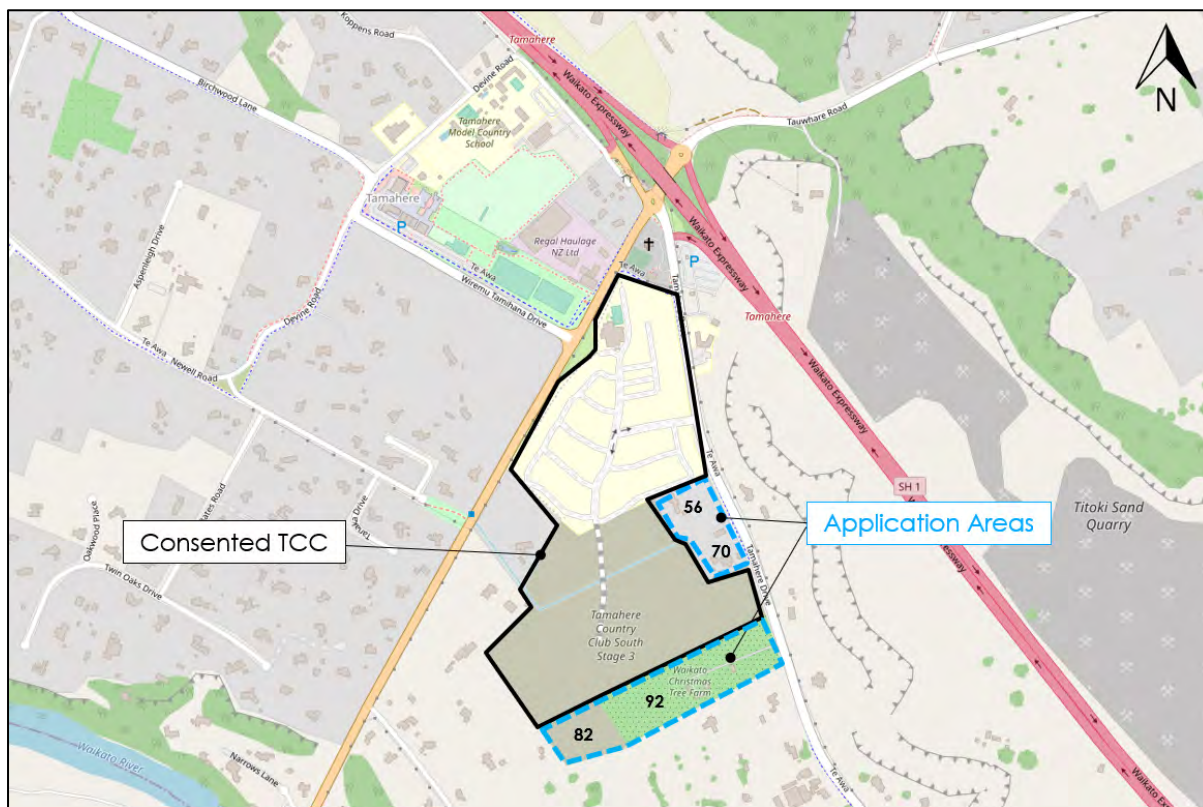 Koppens Road
Tamahere
Birchwood Lane
Devine Road
Waikato Expressway
N
Tamahere
Model Country
School
Tauwhare Road
Tamahere
P
Regal Haulage
NZ Ltd
Te Awa
Wiremu Tamihana Drive
Aspenleigh Drive
Devine Road
Te Awa
P
Waikato Expressway
Tamahere
Te Awa
Newell Road
Waikato Expressway
Te Awa
SH 1
Titoki Sand
Quarry
Oakwood Place
Consented TCC
56
Application Areas
70
Twin Oaks Drive
Tamahere Drive
Tamahere
Country
Club South
Stage 3
Waikato
Christmas
Tree Farm
92
82
Waikato River
Narrows Lane
Te Awa
Waikato Expressway